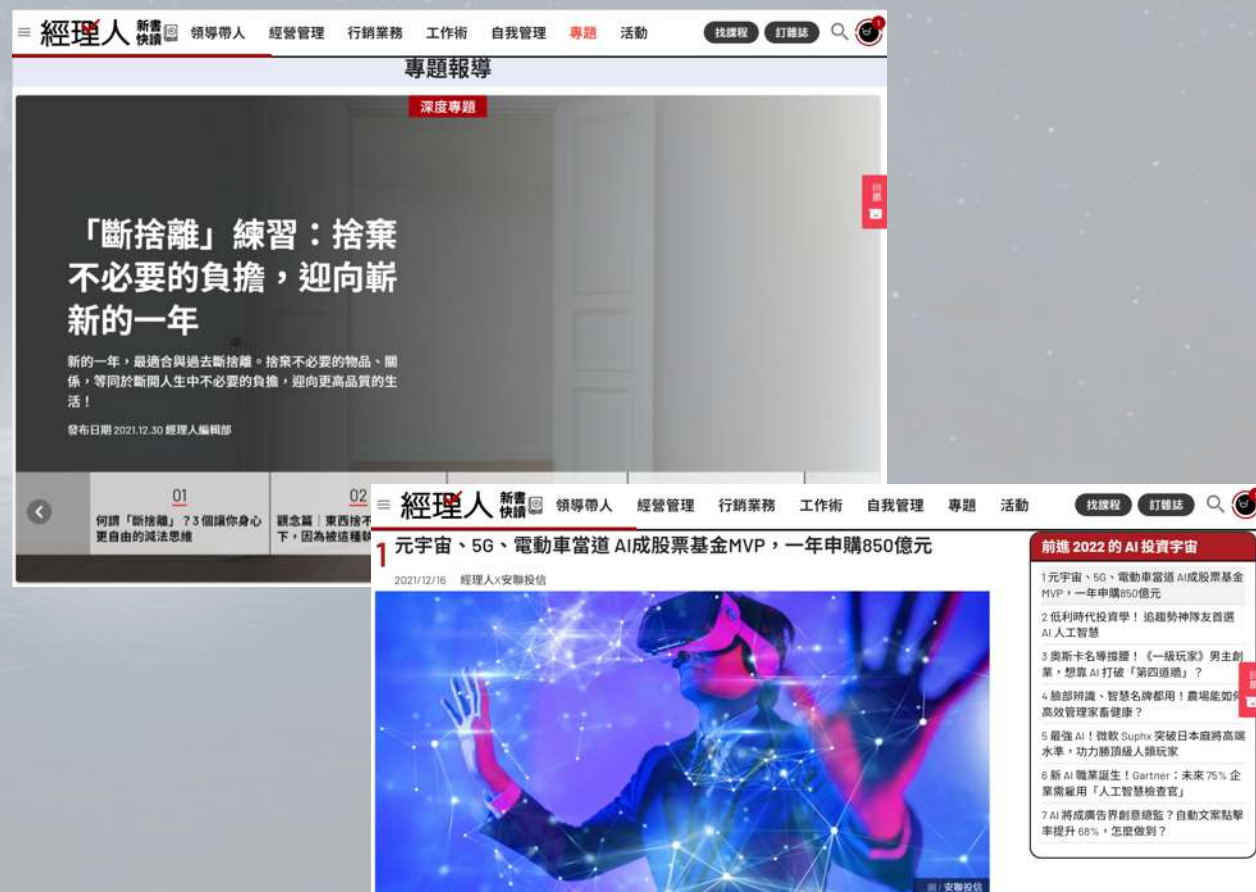 經理人 新書快讀 領導帶人 經營管理 行銷業務 工作術 自我管理 專題 活動 找課程 訂雜誌
專題報導
深度專題
「斷捨離」練習：捨棄
不必要的負擔，迎向嶄
新的一年
新的一年，最適合與過去斷捨離。捨棄不必要的物品、關
係，等同於斷開人生中不必要的負擔，迎向更高品質的生
活！
發布日期 2021.12.30 經理人編輯部
01
何謂「斷捨離」？3 個讓你身心
更自由的減法思維
02
觀念篇｜東西捨不
下，因為被這種執
經理人 新書快讀 領導帶人 經營管理 行銷業務 工作術 自我管理 專題 活動 找課程 訂雜誌
1 元宇宙、5G、電動車當道 AI成股票基金MVP，一年申購850億元
2021/12/16 經理人X安聯投信
圖/安聯投信
前進 2022 的 AI 投資宇宙
1 元宇宙、5G、電動車當道 AI成股票基金
MVP，一年申購850億元
2 低利時代投資學！ 追趨勢神隊友首選
AI 人工智慧
3 奧斯卡名導撐腰！《一級玩家》男主創
業，想靠 AI 打破「第四道牆」？
4 臉部辨識、智慧名牌都用！農場能如何
高效管理家畜健康？
5 最強 AI！微軟 Suphx 突破日本麻將高端
水準，功力勝頂級人類玩家
6 新 AI 職業誕生！Gartner：未來 75% 企
業需雇用「人工智慧檢查官」
7 AI 將成廣告界創意總監？自動文案點擊
率提升 68%，怎麼做到？